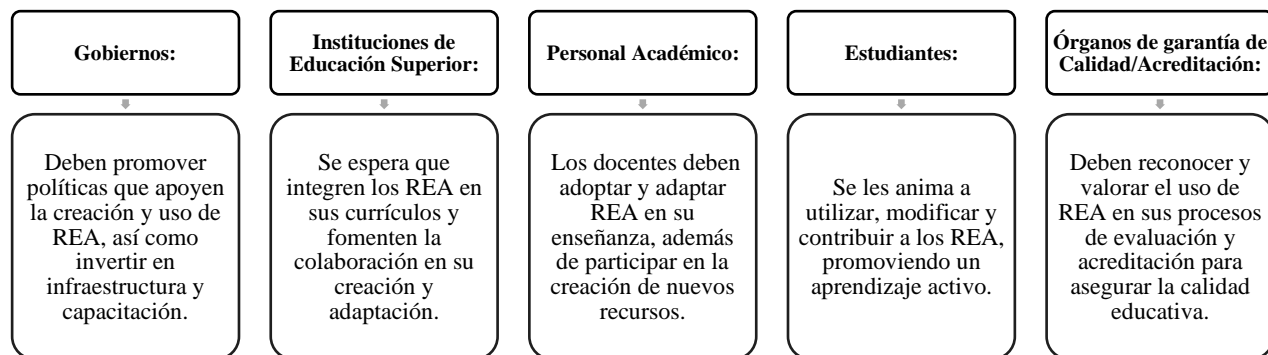 Gobiernos:
Deben promover
políticas que apoyen
la creación y uso de
REA, así como
invertir en
infraestructura y
capacitación.
Instituciones de
Educación Superior:
Se espera que
integren los REA en
sus currículos y
fomenten la
colaboración en su
creación y
adaptación.
Personal Académico:
Los docentes deben
adoptar y adaptar
REA en su
enseñanza, además
de participar en la
creación de nuevos
recursos.
Estudiantes:
Se les anima a
utilizar, modificar y
contribuir a los REA,
promoviendo un
aprendizaje activo.
Órganos de garantía de
Calidad/Acreditación:
Deben reconocer y
valorar el uso de
REA en sus procesos
de evaluación y
acreditación para
asegurar la calidad
educativa.